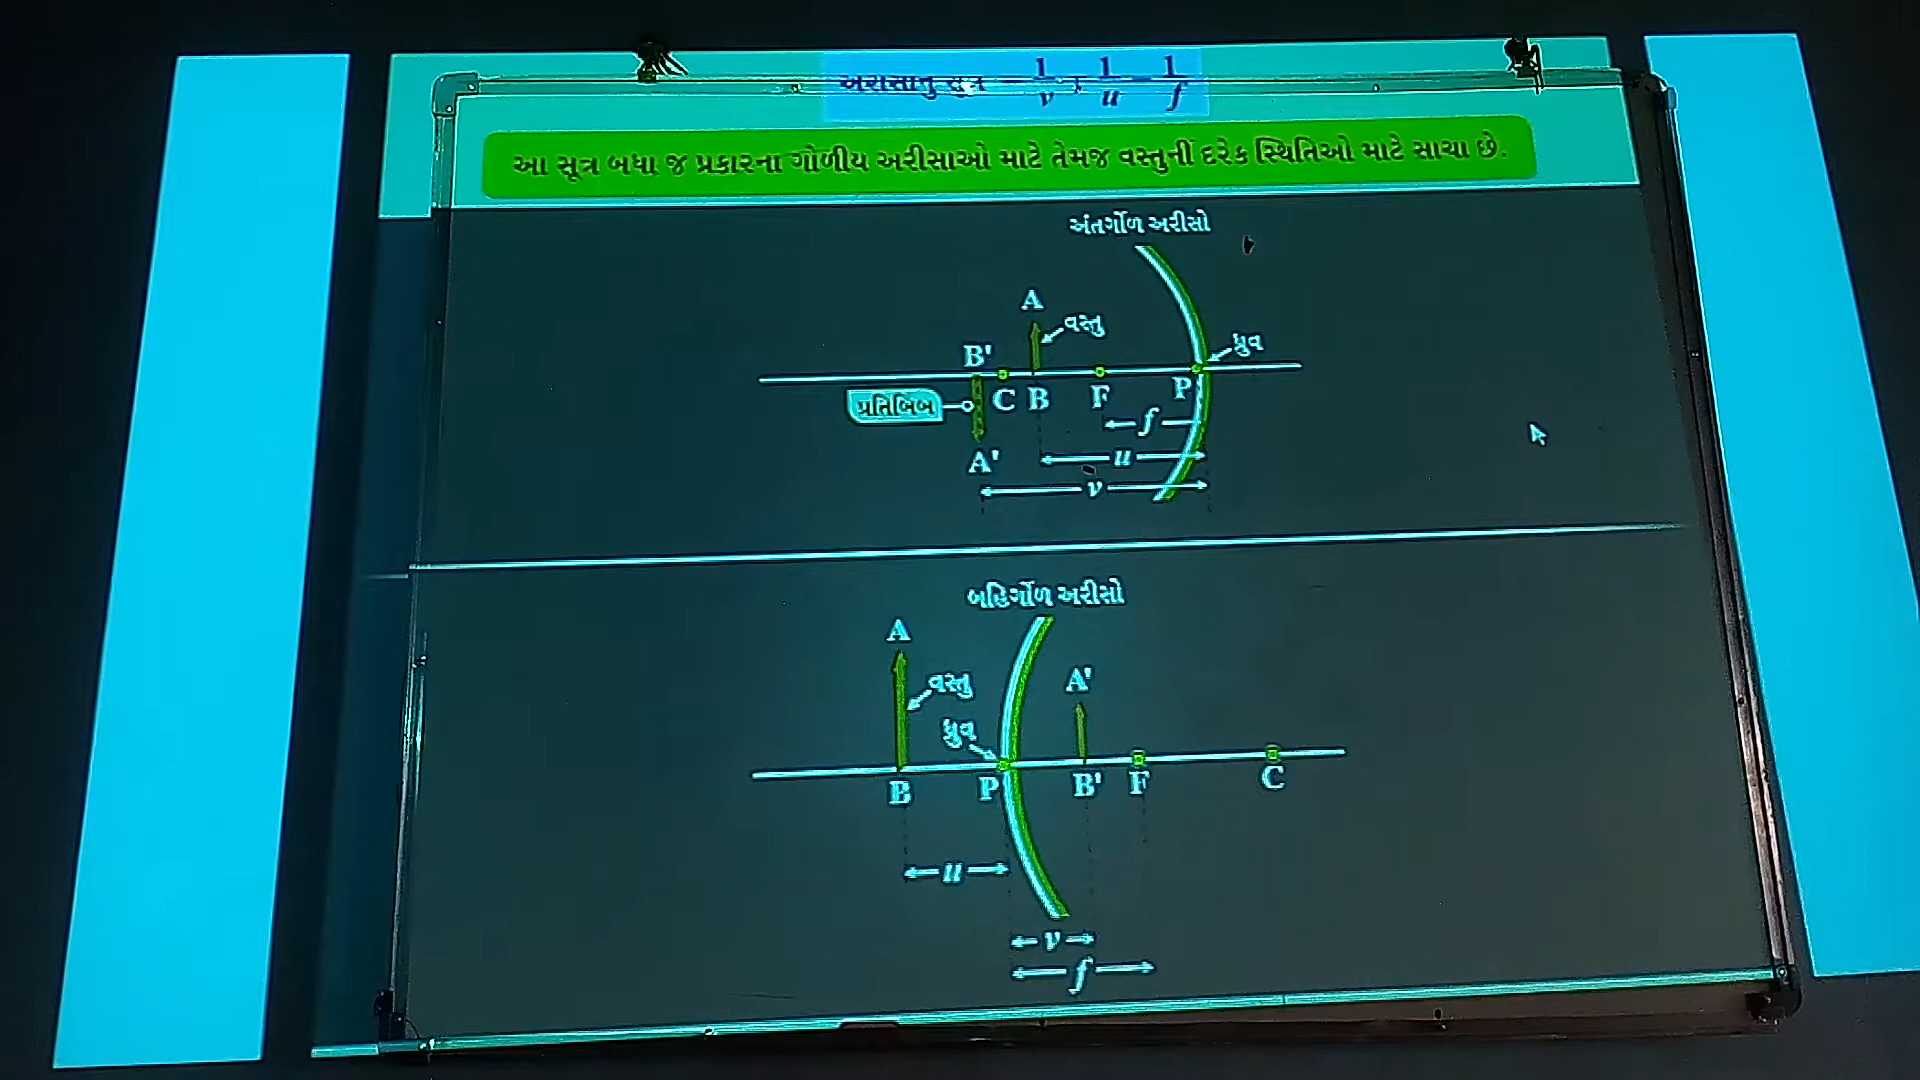 અરીસાનું સૂત્ર 1/v + 1/u = 1/f
આ સૂત્ર બધા જ પ્રકારના ગોળીય અરીસાઓ માટે તેમજ વસ્તુની દરેક સ્થિતિઓ માટે સાચા છે.
અંતર્ગોળ અરીસો
A
વસ્તુ
B'
ધ્રુવ
પ્રતિબિંબ
C B F P
f
A'
u
v
બહિર્ગોળ અરીસો
A
વસ્તુ
A'
ધ્રુવ
B P B' F C
u
v
f